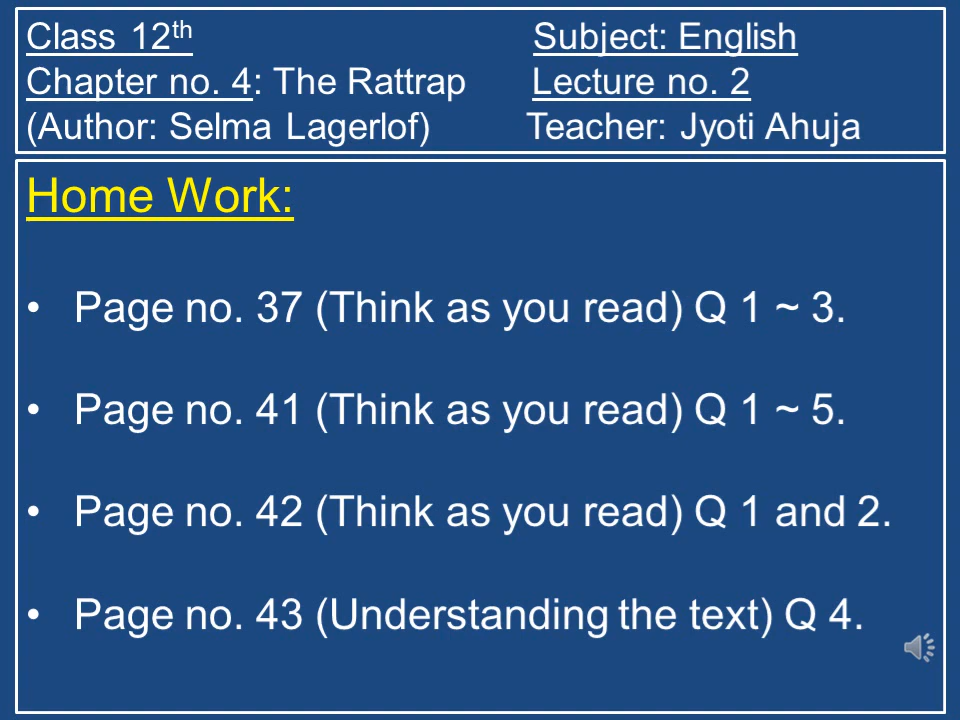 Class 12th Subject: English
Chapter no. 4: The Rattrap Lecture no. 2
(Author: Selma Lagerlof) Teacher: Jyoti Ahuja
Home Work:
• Page no. 37 (Think as you read) Q 1 ~ 3.
• Page no. 41 (Think as you read) Q 1 ~ 5.
• Page no. 42 (Think as you read) Q 1 and 2.
• Page no. 43 (Understanding the text) Q 4.